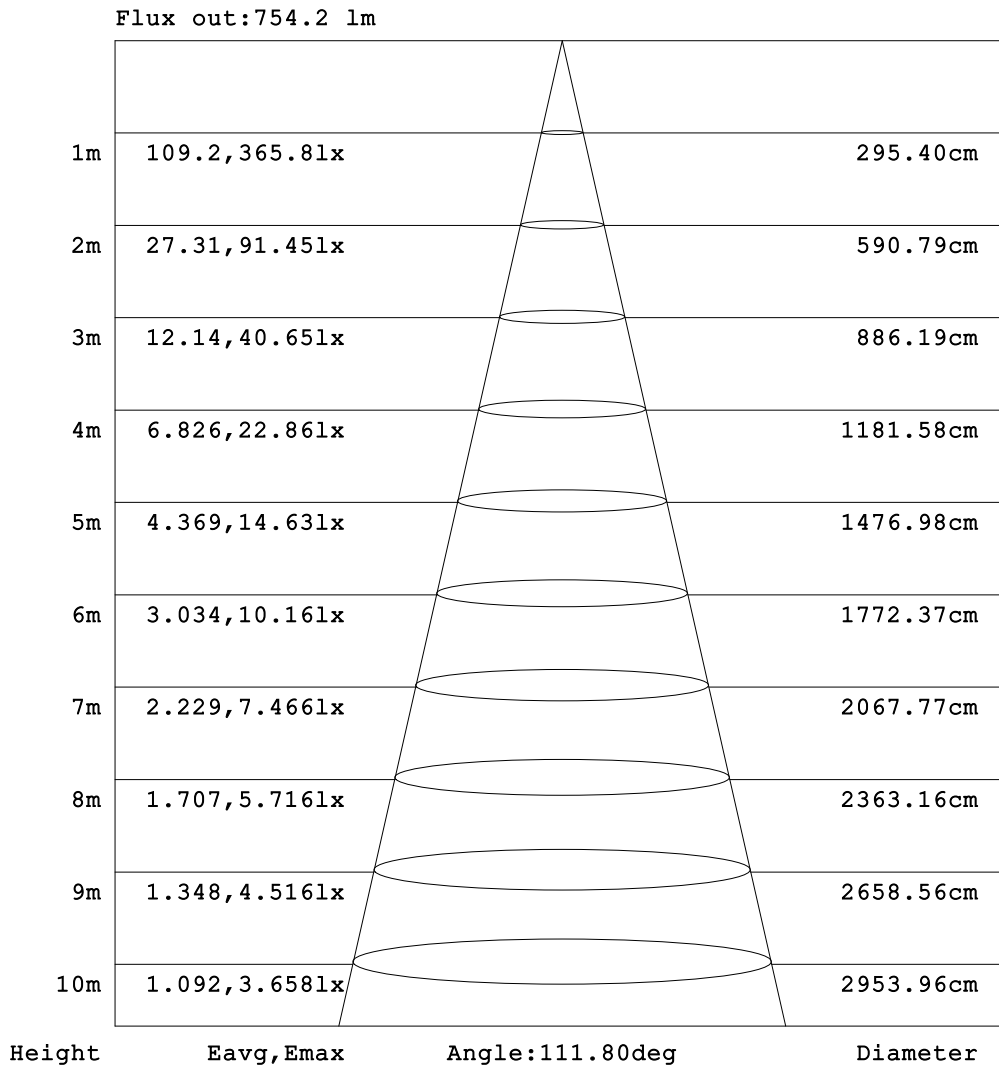 Flux out:754.2 lm
1m 109.2,365.8lx 295.40cm
2m 27.31,91.45lx 590.79cm
3m 12.14,40.65lx 886.19cm
4m 6.826,22.86lx 1181.58cm
5m 4.369,14.63lx 1476.98cm
6m 3.034,10.16lx 1772.37cm
7m 2.229,7.466lx 2067.77cm
8m 1.707,5.716lx 2363.16cm
9m 1.348,4.516lx 2658.56cm
10m 1.092,3.658lx 2953.96cm
Height Eavg,Emax Angle:111.80deg Diameter